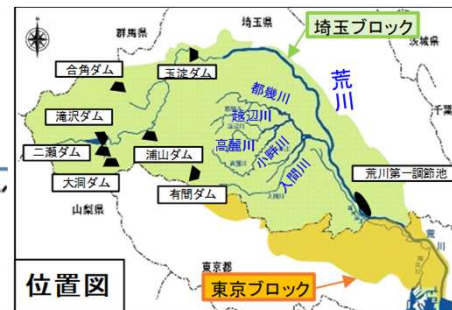 群馬県
埼玉県
埼玉ブロック
茨城県
合角ダム
玉淀ダム
荒川
千葉
都幾川
滝沢ダム
越辺川
二瀬ダム
浦山ダム
高麗川
小畔川
入間川
荒川第一調節池
大洞ダム
有間ダム
山梨県
荒川
東京都
位置図
東京ブロック